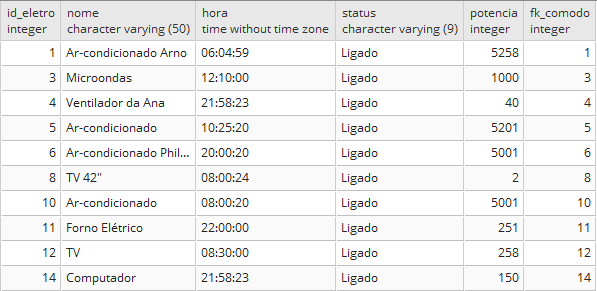 id_eletro nome hora status potencia fk_comodo
integer character varying (50) time without time zone character varying (9) integer integer
1 Ar-condicionado Arno 06:04:59 Ligado 5258 1
3 Microondas 12:10:00 Ligado 1000 3
4 Ventilador da Ana 21:58:23 Ligado 40 4
5 Ar-condicionado 10:25:20 Ligado 5201 5
6 Ar-condicionado Phil... 20:00:20 Ligado 5001 6
8 TV 42" 08:00:24 Ligado 2 8
10 Ar-condicionado 08:00:20 Ligado 5001 10
11 Forno Elétrico 22:00:00 Ligado 251 11
12 TV 08:30:00 Ligado 258 12
14 Computador 21:58:23 Ligado 150 14